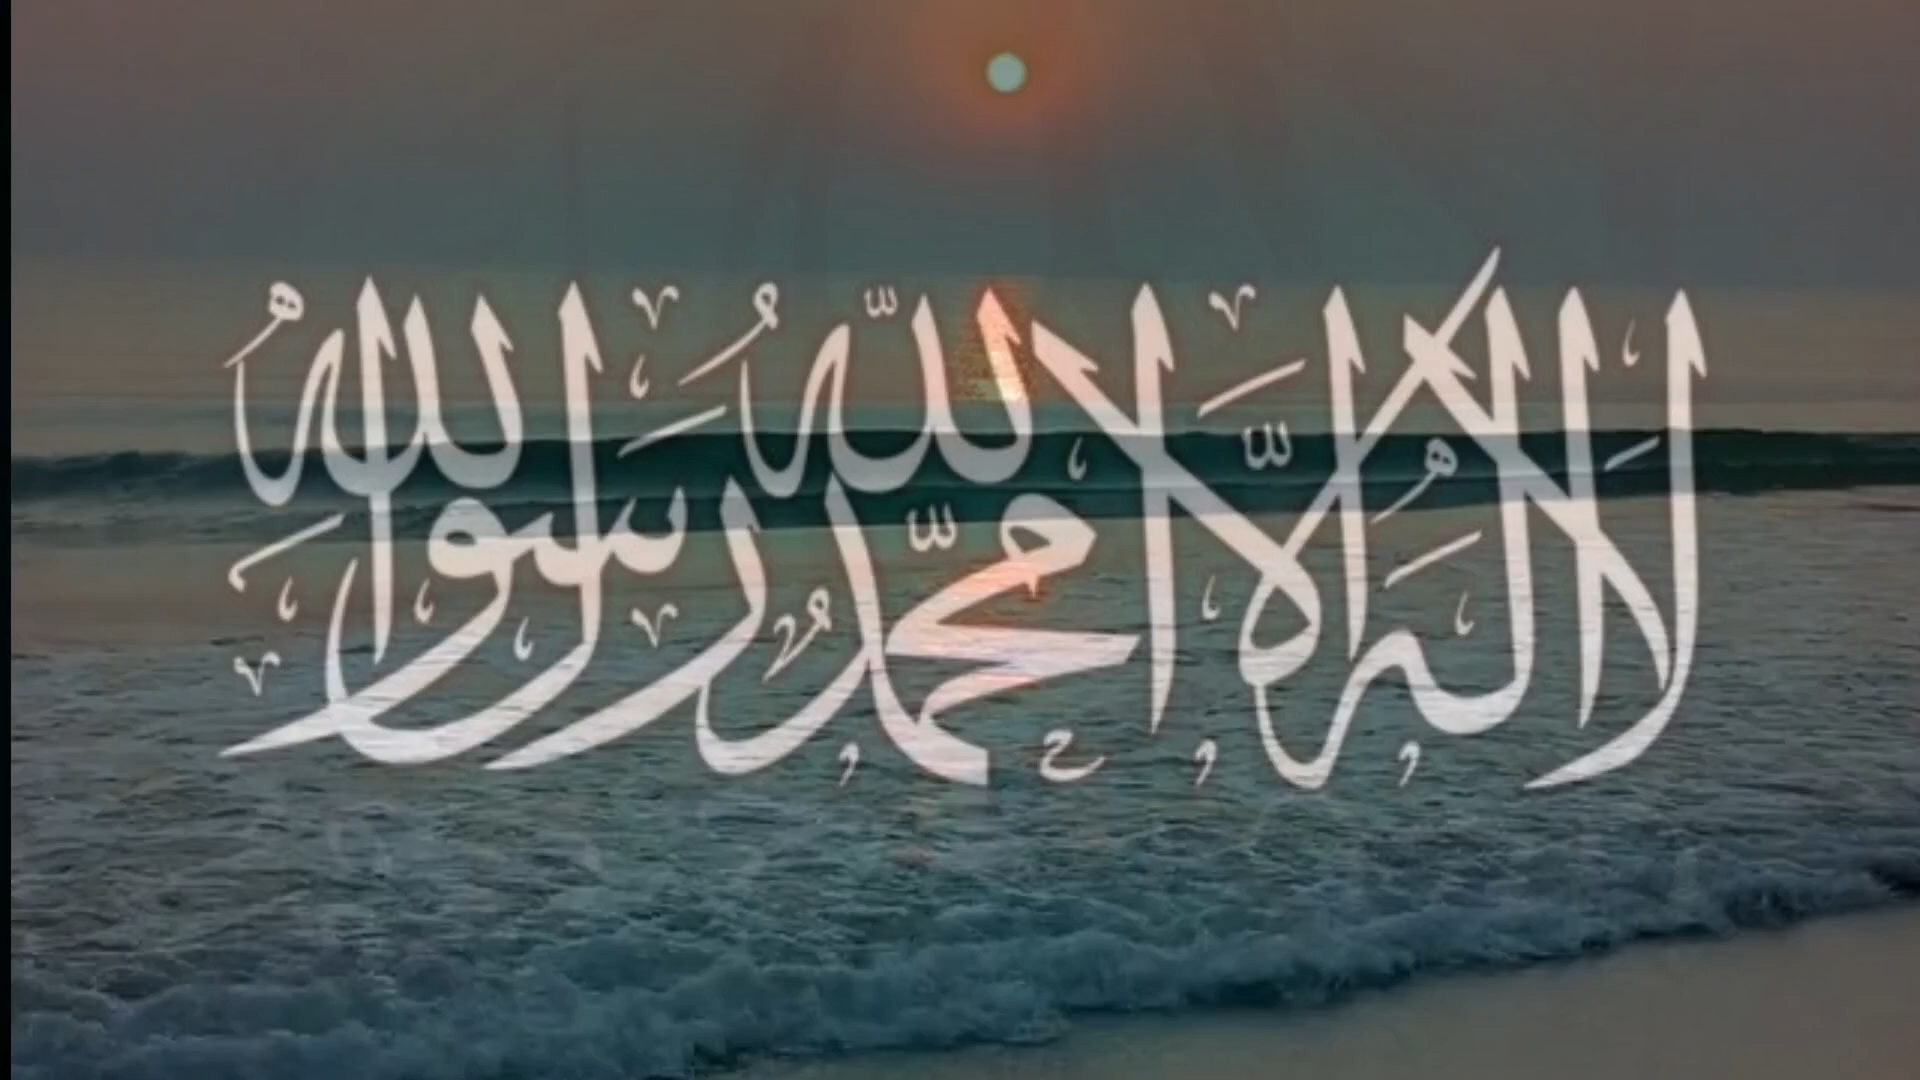 لَا إِلَٰهَ إِلَّا اللَّهُ مُحَمَّدٌ رَسُولُ اللَّهِ